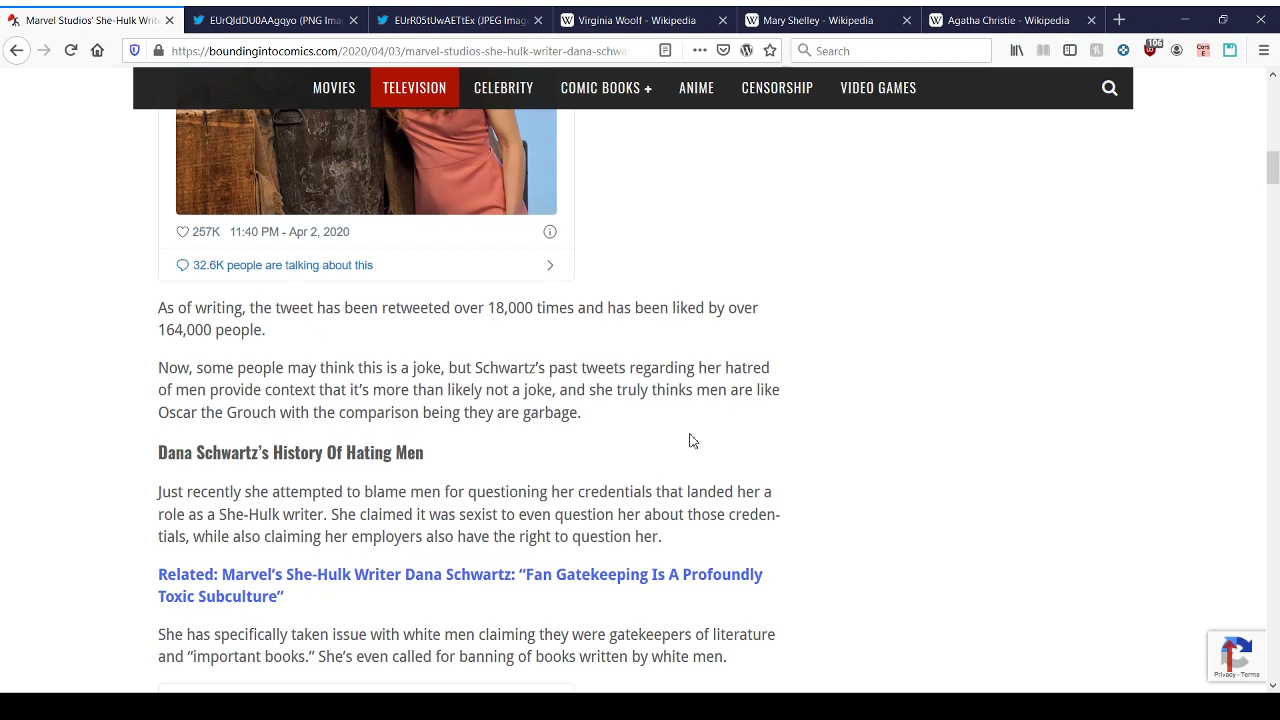 Marvel Studios' She-Hulk Write
EUrQldDU0AAgqyo (PNG Imag
EUrR05tUwAETtEx (JPEG Image
Virginia Woolf - Wikipedia
Mary Shelley - Wikipedia
Agatha Christie - Wikipedia
https://boundingintocomics.com/2020/04/03/marvel-studios-she-hulk-writer-dana-schwa
Search
106
MOVIES
TELEVISION
CELEBRITY
COMIC BOOKS +
ANIME
CENSORSHIP
VIDEO GAMES
257K 11:40 PM - Apr 2, 2020
32.6K people are talking about this
As of writing, the tweet has been retweeted over 18,000 times and has been liked by over
164,000 people.
Now, some people may think this is a joke, but Schwartz’s past tweets regarding her hatred
of men provide context that it’s more than likely not a joke, and she truly thinks men are like
Oscar the Grouch with the comparison being they are garbage.
Dana Schwartz’s History Of Hating Men
Just recently she attempted to blame men for questioning her credentials that landed her a
role as a She-Hulk writer. She claimed it was sexist to even question her about those creden-
tials, while also claiming her employers also have the right to question her.
Related: Marvel’s She-Hulk Writer Dana Schwartz: “Fan Gatekeeping Is A Profoundly
Toxic Subculture”
She has specifically taken issue with white men claiming they were gatekeepers of literature
and “important books.” She’s even called for banning of books written by white men.
Privacy - Terms